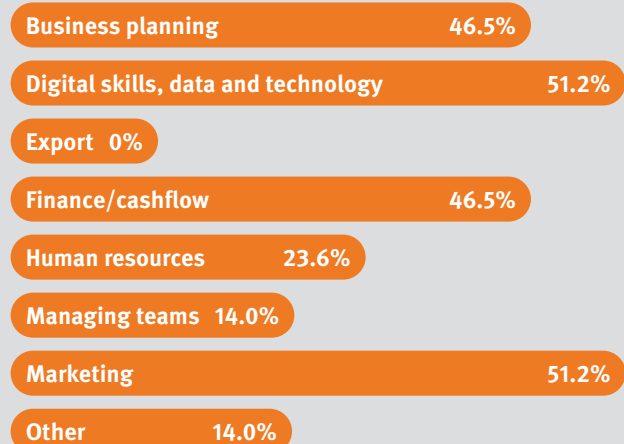 Business planning 46.5%
Digital skills, data and technology 51.2%
Export 0%
Finance/cashflow 46.5%
Human resources 23.6%
Managing teams 14.0%
Marketing 51.2%
Other 14.0%